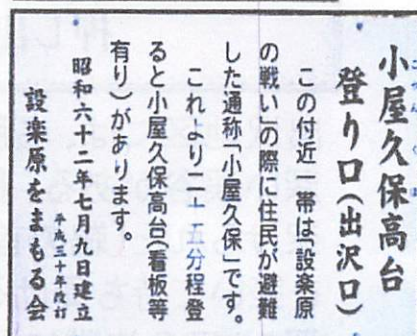 小屋久保高台
登り口(出沢口)
この付近一帯は「設楽原
の戦い」の際に住民が避難
した通称「小屋久保」です。
これより二十五分程登
ると小屋久保高台(看板等
有り)があります。
昭和六十二年七月九日建立
平成三十年改訂
設楽原をまもる会